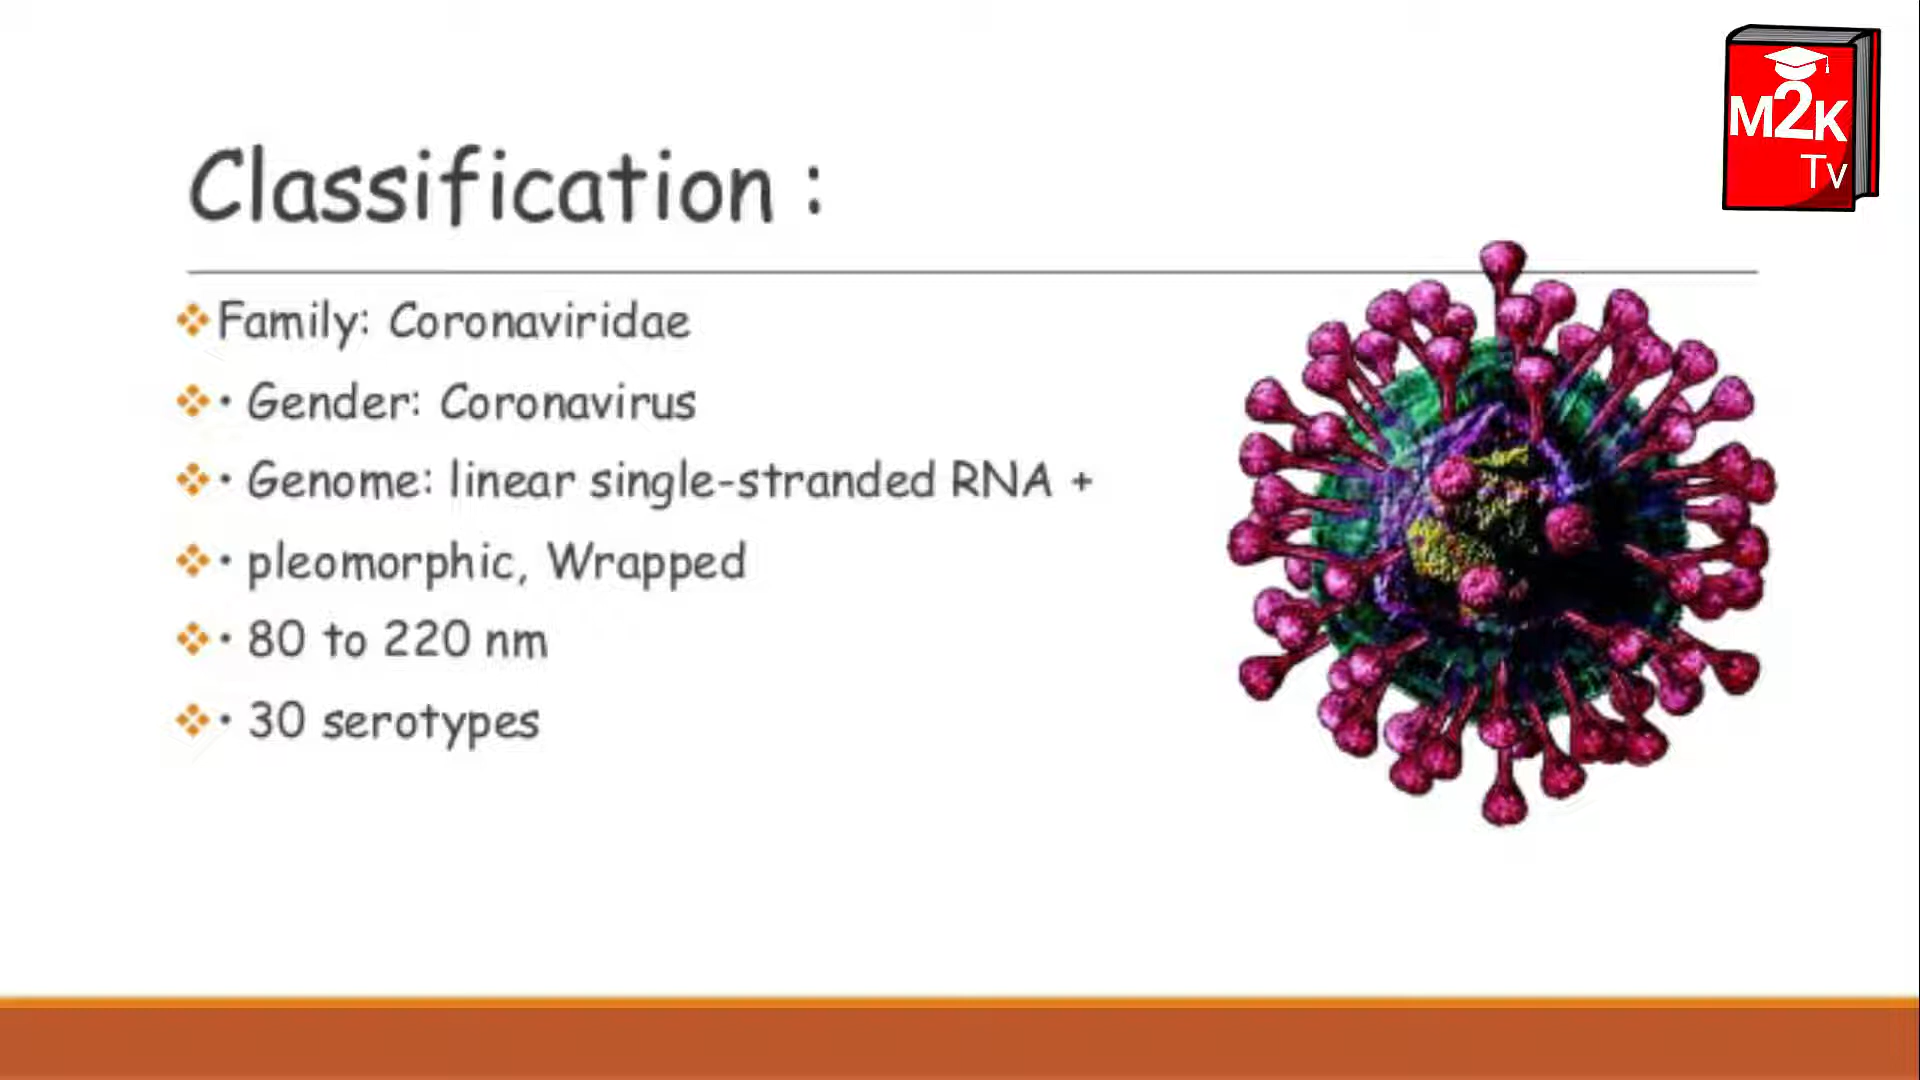 M2K
Tv
Classification :
Family: Coronaviridae
• Gender: Coronavirus
• Genome: linear single-stranded RNA +
• pleomorphic, Wrapped
• 80 to 220 nm
• 30 serotypes